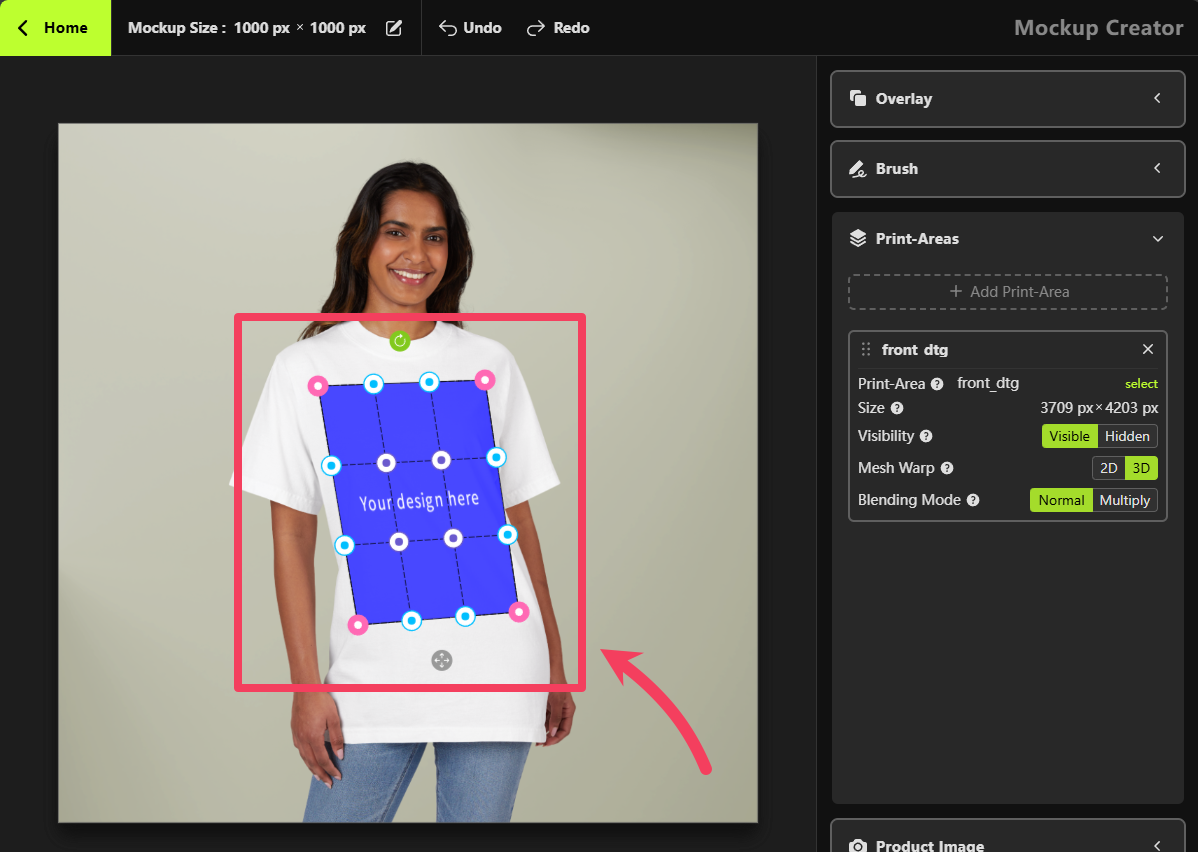 Home
Mockup Size : 1000 px × 1000 px
Undo
Redo
Mockup Creator
Overlay
Brush
Print-Areas
+ Add Print-Area
front dtg
Print-Area ? front_dtg select
Size ? 3709 px×4203 px
Visibility ? Visible Hidden
Mesh Warp ? 2D 3D
Blending Mode ? Normal Multiply
Product Image
Your design here